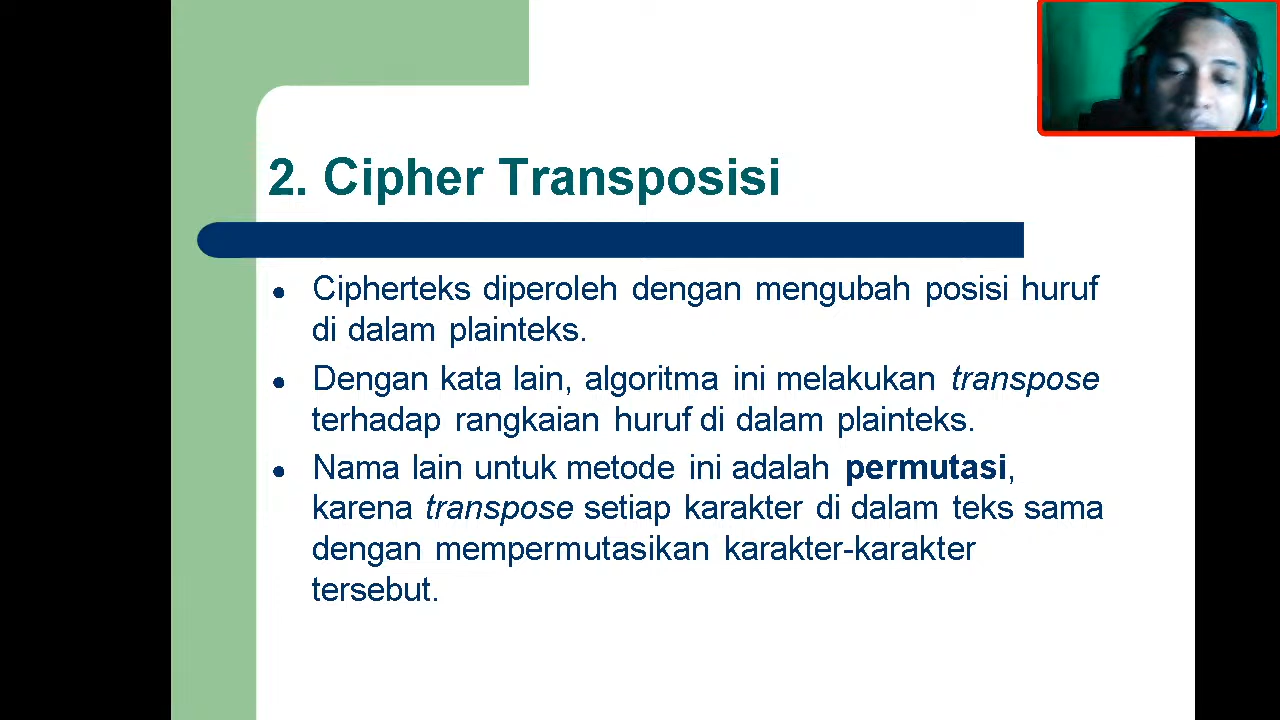 2. Cipher Transposisi
Cipherteks diperoleh dengan mengubah posisi huruf
di dalam plainteks.
Dengan kata lain, algoritma ini melakukan transpose
terhadap rangkaian huruf di dalam plainteks.
Nama lain untuk metode ini adalah permutasi,
karena transpose setiap karakter di dalam teks sama
dengan mempermutasikan karakter-karakter
tersebut.